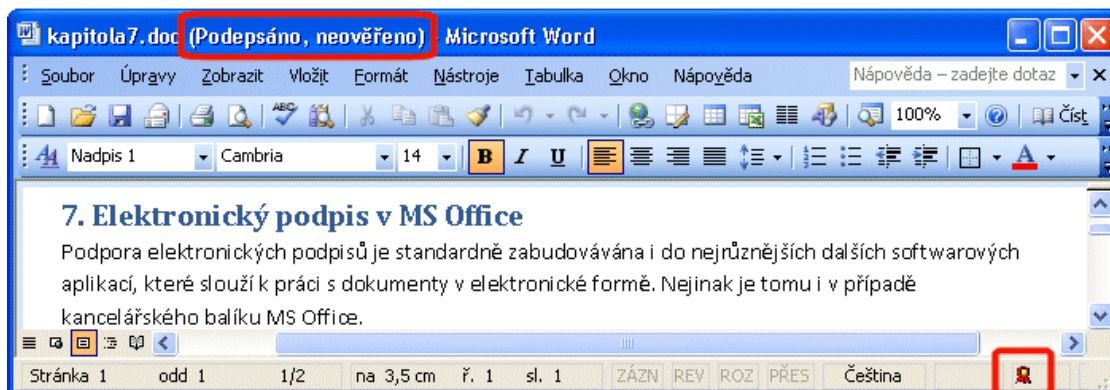 kapitola7.doc (Podepsáno, neověřeno) - Microsoft Word
Soubor Úpravy Zobrazit Vložit Formát Nástroje Tabulka Okno Nápověda Nápověda – zadejte dotaz
100% Číst
Nadpis 1 Cambria 14 B I U A
7. Elektronický podpis v MS Office
Podpora elektronických podpisů je standardně zabudovávána i do nejrůznějších dalších softwarových
aplikací, které slouží k práci s dokumenty v elektronické formě. Nejinak je tomu i v případě
kancelářského balíku MS Office.
Stránka 1 odd 1 1/2 na 3,5 cm ř. 1 sl. 1 ZÁZN REV ROZ PŘES Čeština